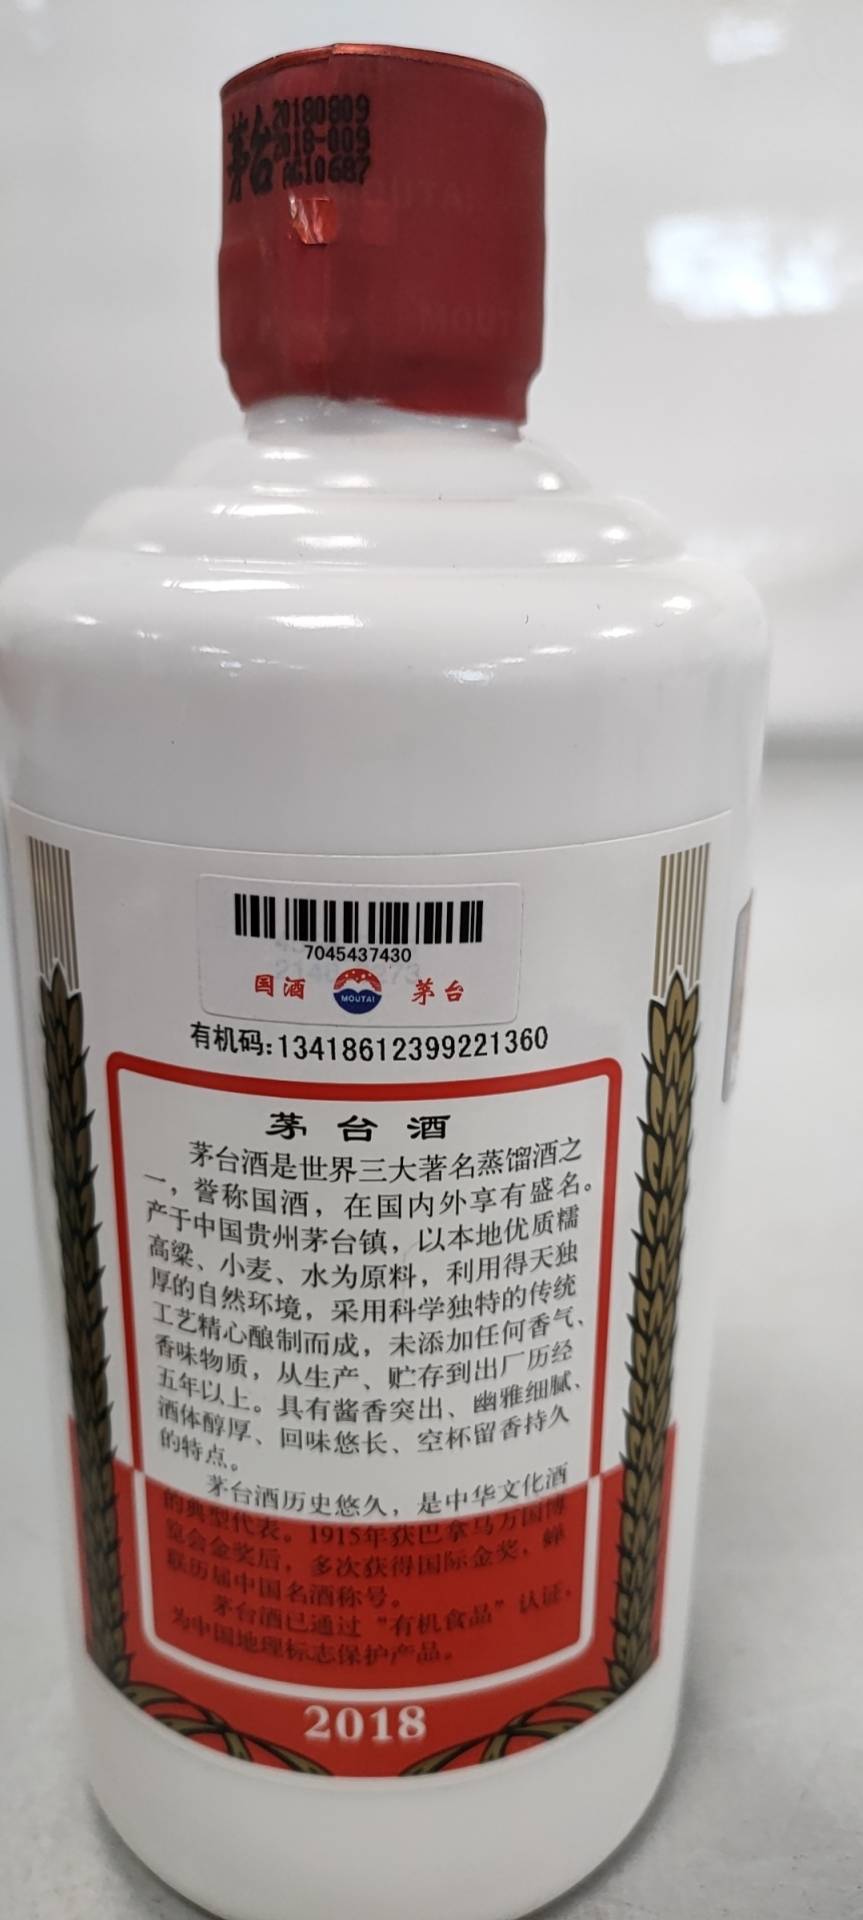 茅台
20180809
2018-009
AG10687
MOUTAI
MOUT
7045437430
国酒 MOUTAI 茅台
有机码:13418612399221360
茅台酒
茅台酒是世界三大著名蒸馏酒之
一，誉称国酒，在国内外享有盛名。
产于中国贵州茅台镇，以本地优质糯
高粱、小麦、水为原料，利用得天独
厚的自然环境，采用科学独特的传统
工艺精心酿制而成，未添加任何香气、
香味物质，从生产、贮存到出厂历经
五年以上。具有酱香突出、幽雅细腻、
酒体醇厚、回味悠长、空杯留香持久
的特点。
茅台酒历史悠久，是中华文化酒
的典型代表。1915年获巴拿马万国博
览会金奖后，多次获得国际金奖，蝉
联历届中国名酒称号。
茅台酒已通过“有机食品”认证，
为中国地理标志保护产品。
2018